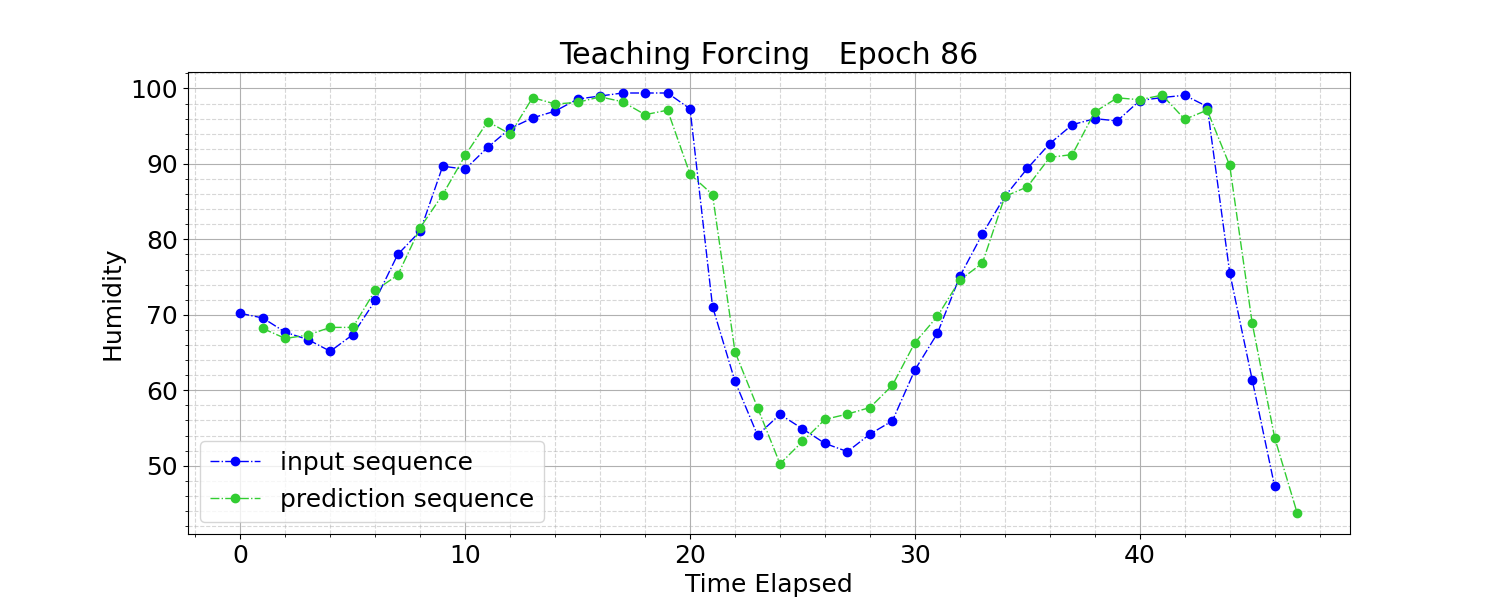 Teaching Forcing   Epoch 86
100
90
80
70
60
50
Humidity
input sequence
prediction sequence
0 10 20 30 40
Time Elapsed